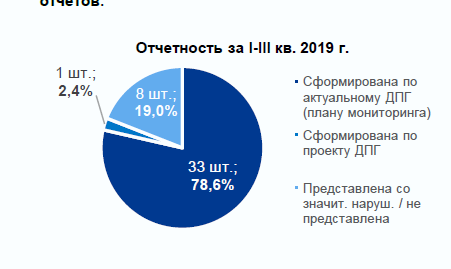 отчетов.
Отчетность за I-III кв. 2019 г.
1 шт.;
2,4%
8 шт.;
19,0%
33 шт.;
78,6%
Сформирована по
актуальному ДПГ
(плану мониторинга)
Сформирована по
проекту ДПГ
Представлена со
значит. наруш. / не
представлена